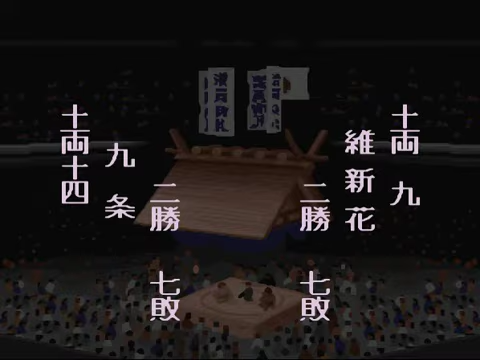 十両 九
維新花
二勝 七敗
二勝 七敗
九条
十両十四